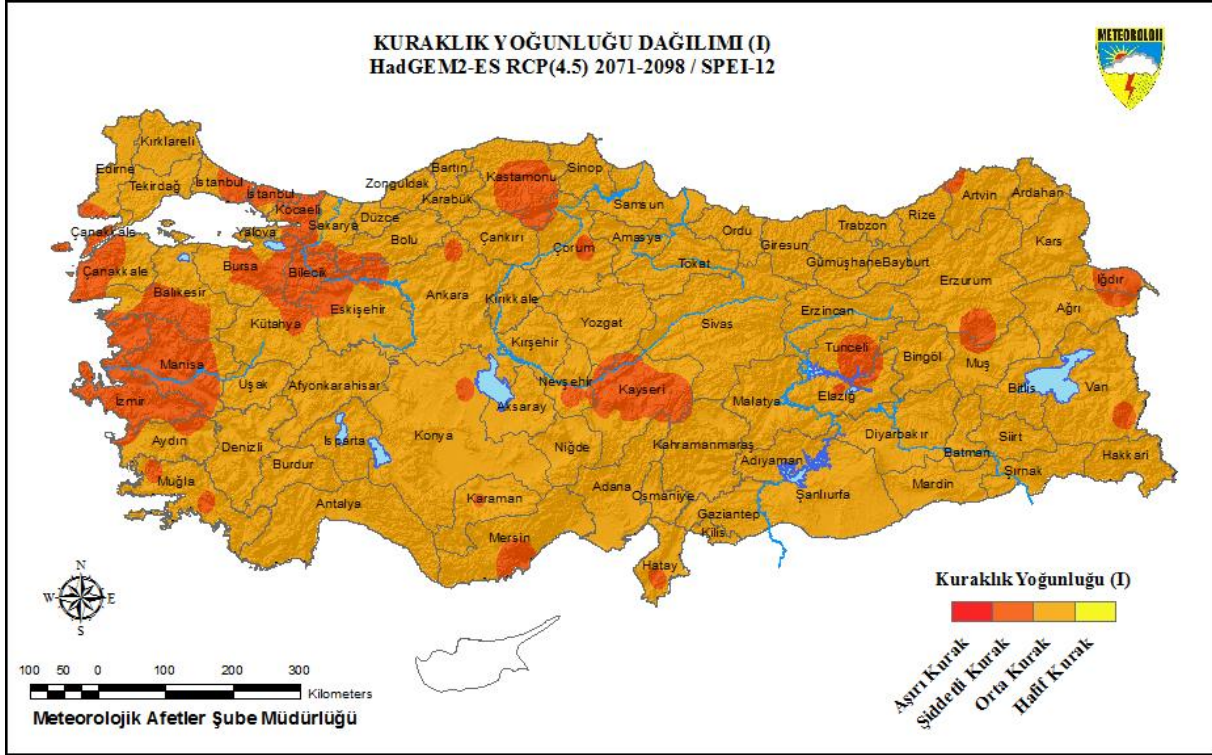 KURAKLIK YOĞUNLUĞU DAĞILIMI (I)
HadGEM2-ES RCP(4.5) 2071-2098 / SPEI-12
METEOROLOJI
Kırklareli
Edirne
Tekirdağ
İstanbul
İstanbul
Kocaeli
Yalova
Sakarya
Düzce
Zonguldak
Bartın
Karabük
Kastamonu
Sinop
Samsun
Çanakkale
Çanakkale
Balıkesir
Bursa
Bilecik
Bolu
Çankırı
Çorum
Amasya
Tokat
Ordu
Giresun
Trabzon
Rize
Artvin
Ardahan
Kars
Gümüşhane
Bayburt
Erzurum
Iğdır
Ağrı
Eskişehir
Kütahya
Ankara
Kırıkkale
Yozgat
Sivas
Erzincan
Kırşehir
Tunceli
Bingöl
Muş
Manisa
Uşak
Afyonkarahisar
Nevşehir
Kayseri
Aksaray
Malatya
Elazığ
Bitlis
Van
İzmir
Aydın
Denizli
Isparta
Konya
Niğde
Kahramanmaraş
Adıyaman
Diyarbakır
Batman
Siirt
Şırnak
Hakkari
Burdur
Muğla
Antalya
Karaman
Adana
Osmaniye
Gaziantep
Kilis
Şanlıurfa
Mardin
Mersin
Hatay
N
W
E
S
Kuraklık Yoğunluğu (I)
Aşırı Kurak
Şiddetli Kurak
Orta Kurak
Hafif Kurak
100 50 0 100 200 300
Kilometers
Meteorolojik Afetler Şube Müdürlüğü